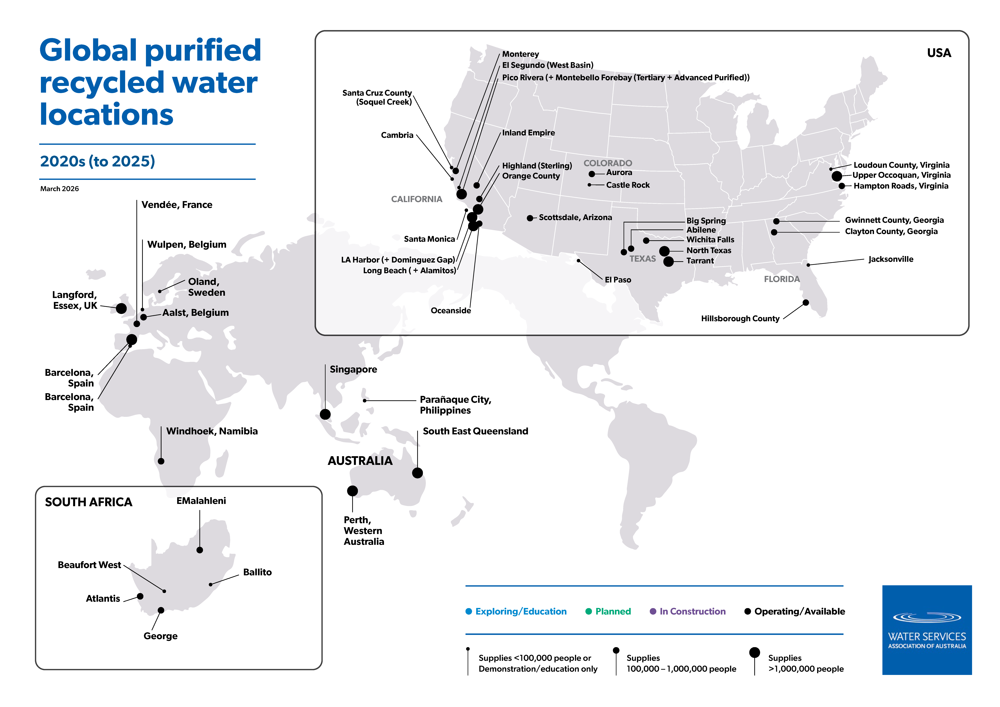 Global purified
recycled water
locations
2020s (to 2025)
March 2026
USA
Monterey
El Segundo (West Basin)
Pico Rivera (+ Montebello Forebay (Tertiary + Advanced Purified))
Santa Cruz County
(Soquel Creek)
Cambria
Inland Empire
Highland (Sterling)
Orange County
CALIFORNIA
Santa Monica
LA Harbor (+ Dominguez Gap)
Long Beach ( + Alamitos)
Oceanside
COLORADO
Aurora
Castle Rock
Scottsdale, Arizona
Big Spring
Abilene
Wichita Falls
North Texas
Tarrant
TEXAS
El Paso
Loudoun County, Virginia
Upper Occoquan, Virginia
Hampton Roads, Virginia
Gwinnett County, Georgia
Clayton County, Georgia
Jacksonville
FLORIDA
Hillsborough County
Vendée, France
Wulpen, Belgium
Oland,
Sweden
Langford,
Essex, UK
Aalst, Belgium
Barcelona,
Spain
Barcelona,
Spain
Singapore
Parañaque City,
Philippines
Windhoek, Namibia
South East Queensland
AUSTRALIA
Perth,
Western
Australia
SOUTH AFRICA
EMalahleni
Beaufort West
Ballito
Atlantis
George
Exploring/Education
Planned
In Construction
Operating/Available
Supplies <100,000 people or
Demonstration/education only
Supplies
100,000 – 1,000,000 people
Supplies
>1,000,000 people
WATER SERVICES
ASSOCIATION OF AUSTRALIA